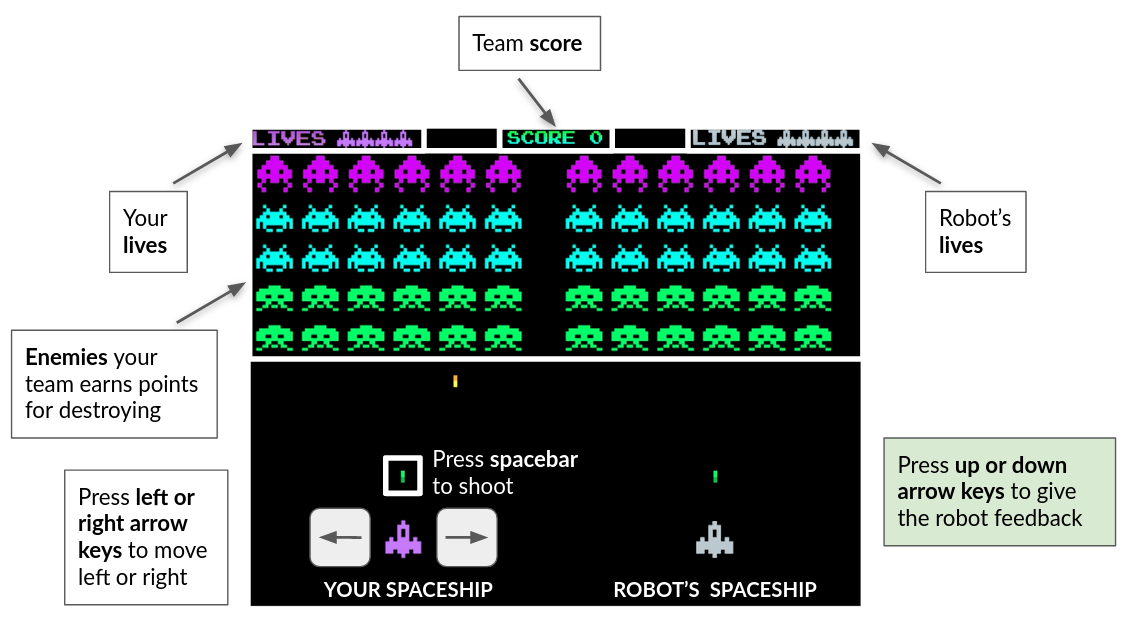 Team score
LIVES
SCORE 0
LIVES
Your
lives
Robot's
lives
Enemies your
team earns points
for destroying
Press spacebar
to shoot
Press left or
right arrow
keys to move
left or right
Press up or down
arrow keys to give
the robot feedback
YOUR SPACESHIP
ROBOT'S SPACESHIP